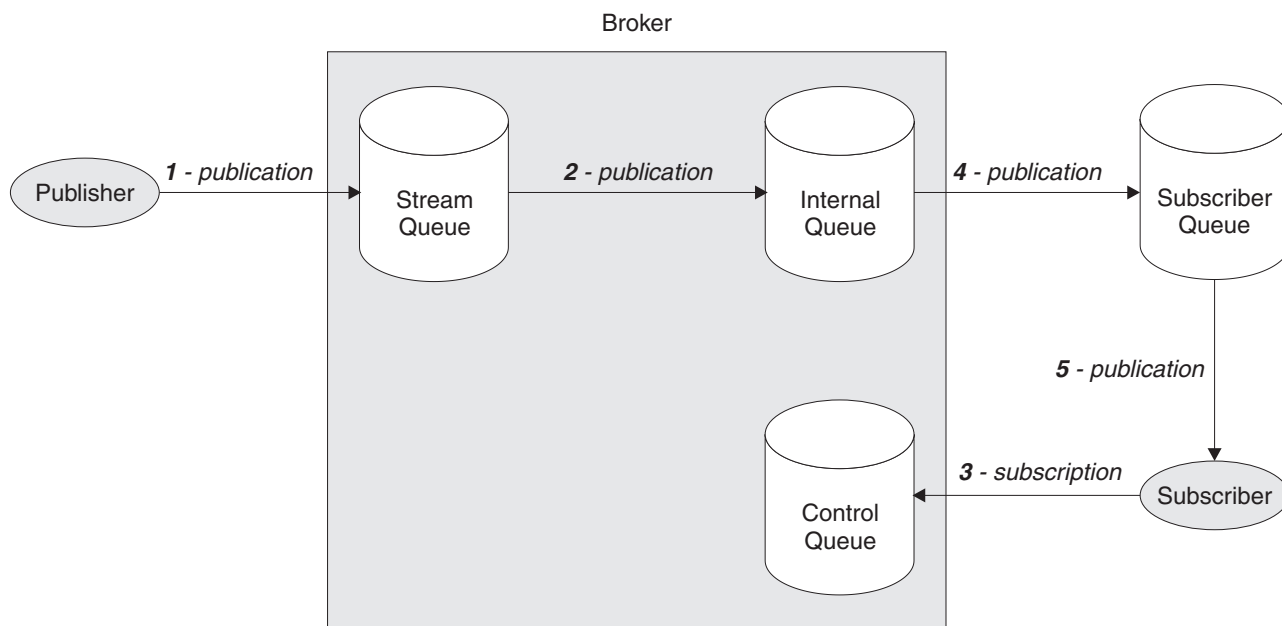 Broker
Publisher
1 - publication
Stream
Queue
2 - publication
Internal
Queue
4 - publication
Subscriber
Queue
5 - publication
Control
Queue
3 - subscription
Subscriber